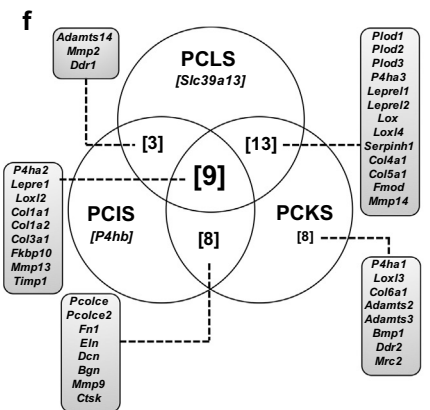 f
Adamts14
Mmp2
Ddr1
PCLS
[Slc39a13]
Plod1
Plod2
Plod3
P4ha3
Leprel1
Leprel2
Lox
Loxl4
Serpinh1
Col4a1
Col5a1
Fmod
Mmp14
[3]
[13]
[9]
P4ha2
Lepre1
Loxl2
Col1a1
Col1a2
Col3a1
Fkbp10
Mmp13
Timp1
PCIS
[P4hb]
[8]
PCKS
[8]
P4ha1
Loxl3
Col6a1
Adamts2
Adamts3
Bmp1
Ddr2
Mrc2
Pcolce
Pcolce2
Fn1
Eln
Dcn
Bgn
Mmp9
Ctsk